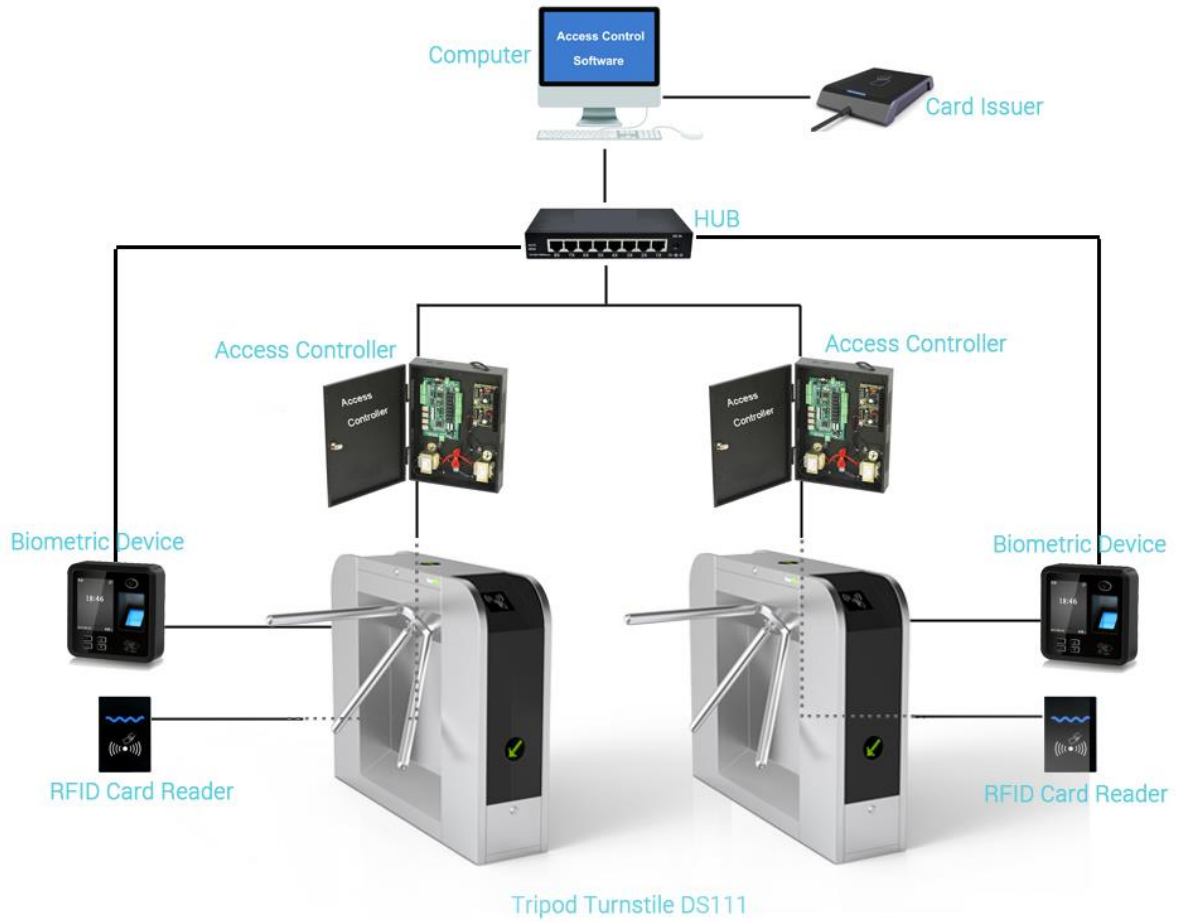 Access Control
Software
Computer
Card Issuer
HUB
Access Controller
Access Controller
Access
Controller
Access
Controller
Biometric Device
Biometric Device
18:46
18:46
RFID Card Reader
RFID Card Reader
Tripod Turnstile DS111